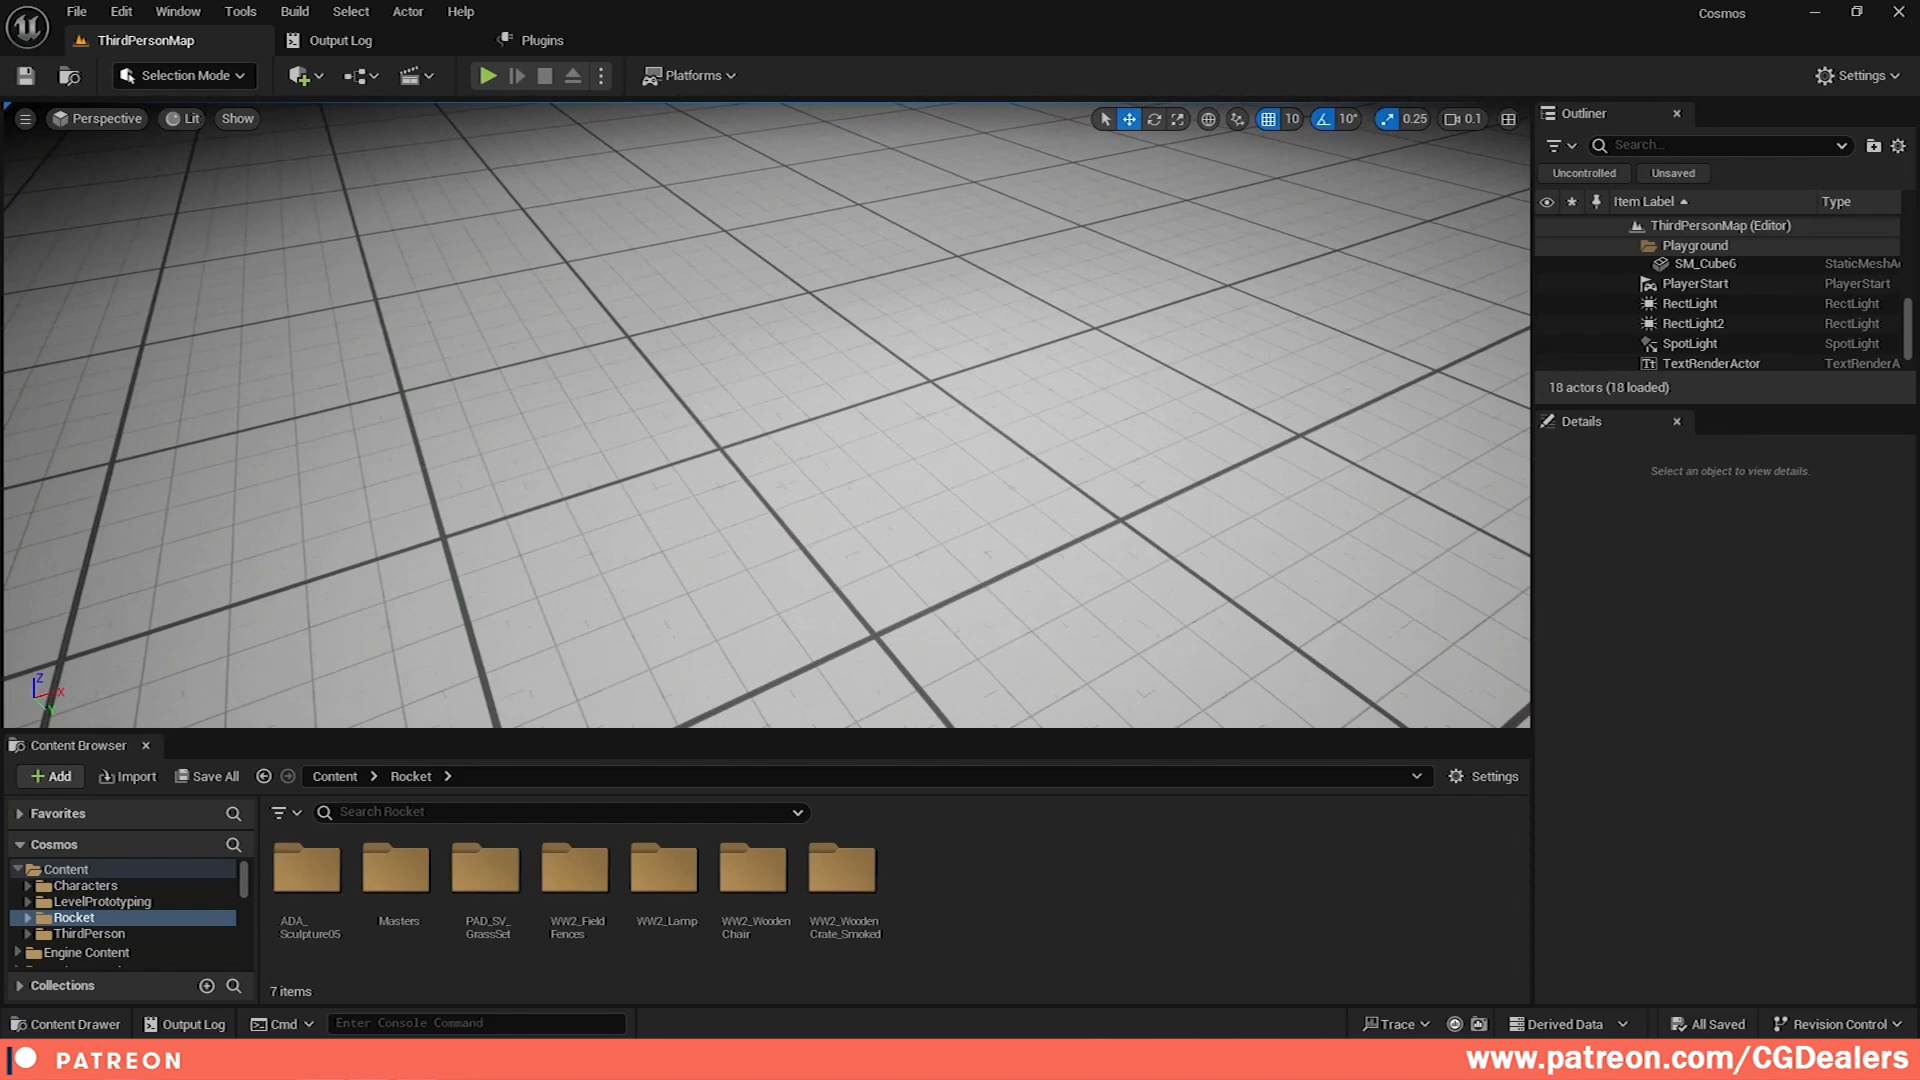 File Edit Window Tools Build Select Actor Help
Cosmos
ThirdPersonMap Output Log Plugins
Selection Mode Platforms Settings
Perspective Lit Show 10 10° 0.25 0.1
Outliner
Search...
Uncontrolled Unsaved
Item Label Type
ThirdPersonMap (Editor)
Playground
SM_Cube6 StaticMeshA
PlayerStart PlayerStart
RectLight RectLight
RectLight2 RectLight
SpotLight SpotLight
TextRenderActor TextRenderA
18 actors (18 loaded)
Details
Select an object to view details.
Z
X
Y
Content Browser
Add Import Save All Content Rocket Settings
Favorites
Search Rocket
Cosmos
Content
Characters
LevelPrototyping
Rocket
ThirdPerson
Engine Content
Collections
ADA_
Sculpture05
Masters
PAD_SV_
GrassSet
WW2_Field
Fences
WW2_Lamp
WW2_Wooden
Chair
WW2_Wooden
Crate_Smoked
7 items
Content Drawer Output Log Cmd Enter Console Command Trace Derived Data All Saved Revision Control
PATREON www.patreon.com/CGDealers